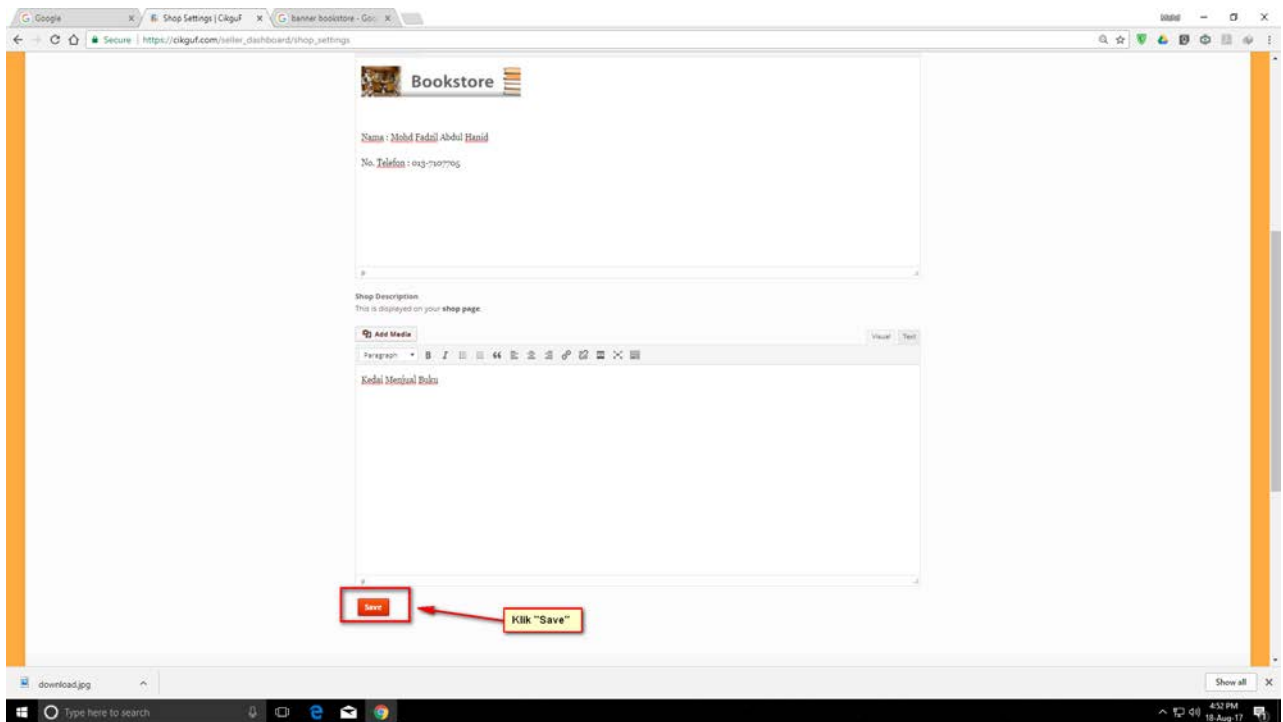 Google
Shop Settings | CikguF
banner bookstore - Goo
Secure
https://cikguf.com/seller_dashboard/shop_settings
Bookstore
Nama : Mohd Fadzil Abdul Hanid
No. Telefon : 013-7107705
p
Shop Description
This is displayed on your shop page.
Add Media
Visual Text
Paragraph B I
Kedai Menjual Buku
p
Save
Klik "Save"
download.jpg
Show all
Type here to search
4:52 PM
18-Aug-17